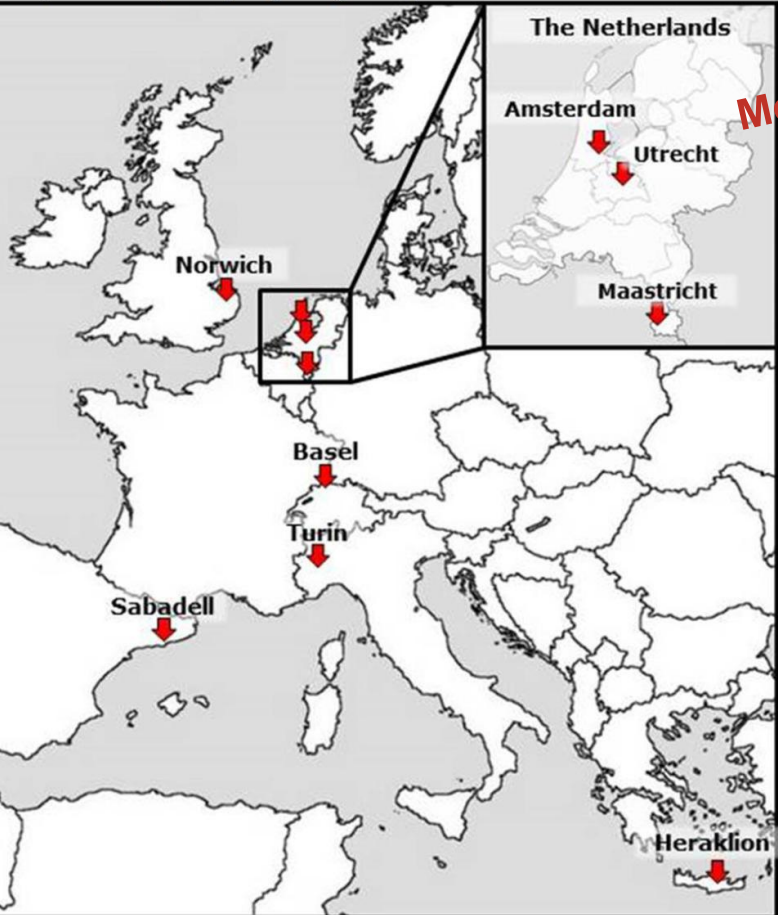 The Netherlands
Amsterdam
Utrecht
Maastricht
Norwich
Basel
Turin
Sabadell
Heraklion